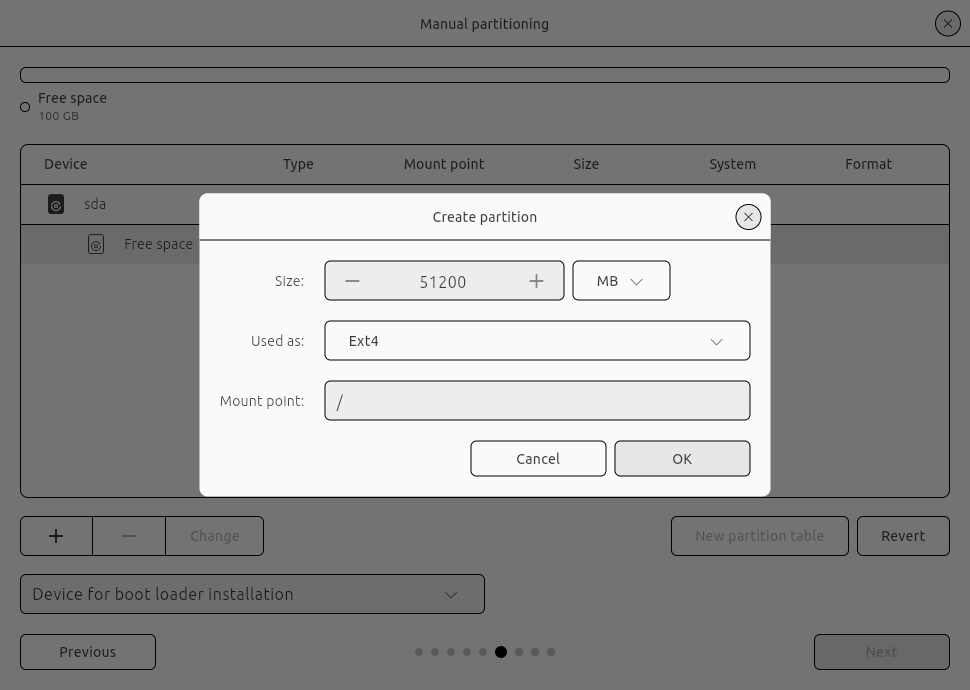 Manual partitioning
Free space
100 GB
Device Type Mount point Size System Format
sda
Free space
Create partition
Size: 51200 MB
Used as: Ext4
Mount point: /
Cancel OK
Change New partition table Revert
Device for boot loader installation
Previous Next